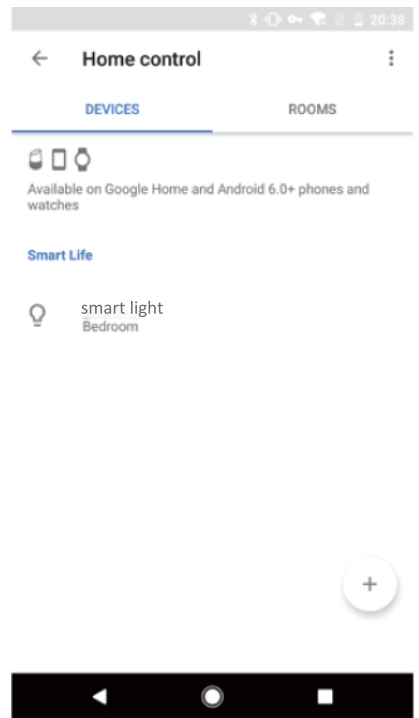 20:38
Home control
DEVICES ROOMS
Available on Google Home and Android 6.0+ phones and
watches
Smart Life
smart light
Bedroom